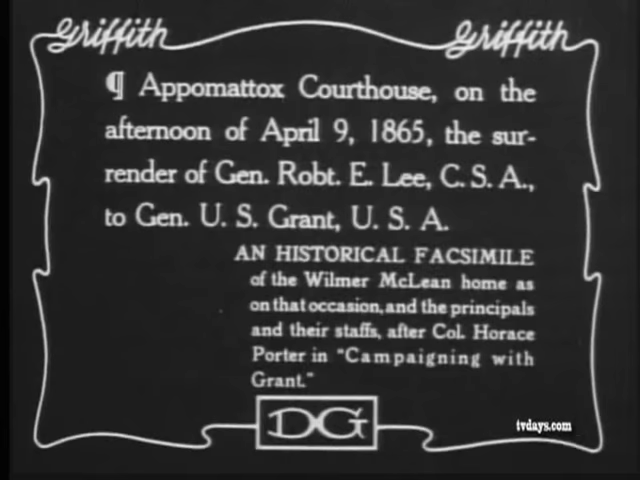 Griffith Griffith
¶ Appomattox Courthouse, on the
afternoon of April 9, 1865, the sur-
render of Gen. Robt. E. Lee, C. S. A.,
to Gen. U. S. Grant, U. S. A.
AN HISTORICAL FACSIMILE
of the Wilmer McLean home as
on that occasion, and the principals
and their staffs, after Col. Horace
Porter in "Campaigning with
Grant."
DG
tvdays.com